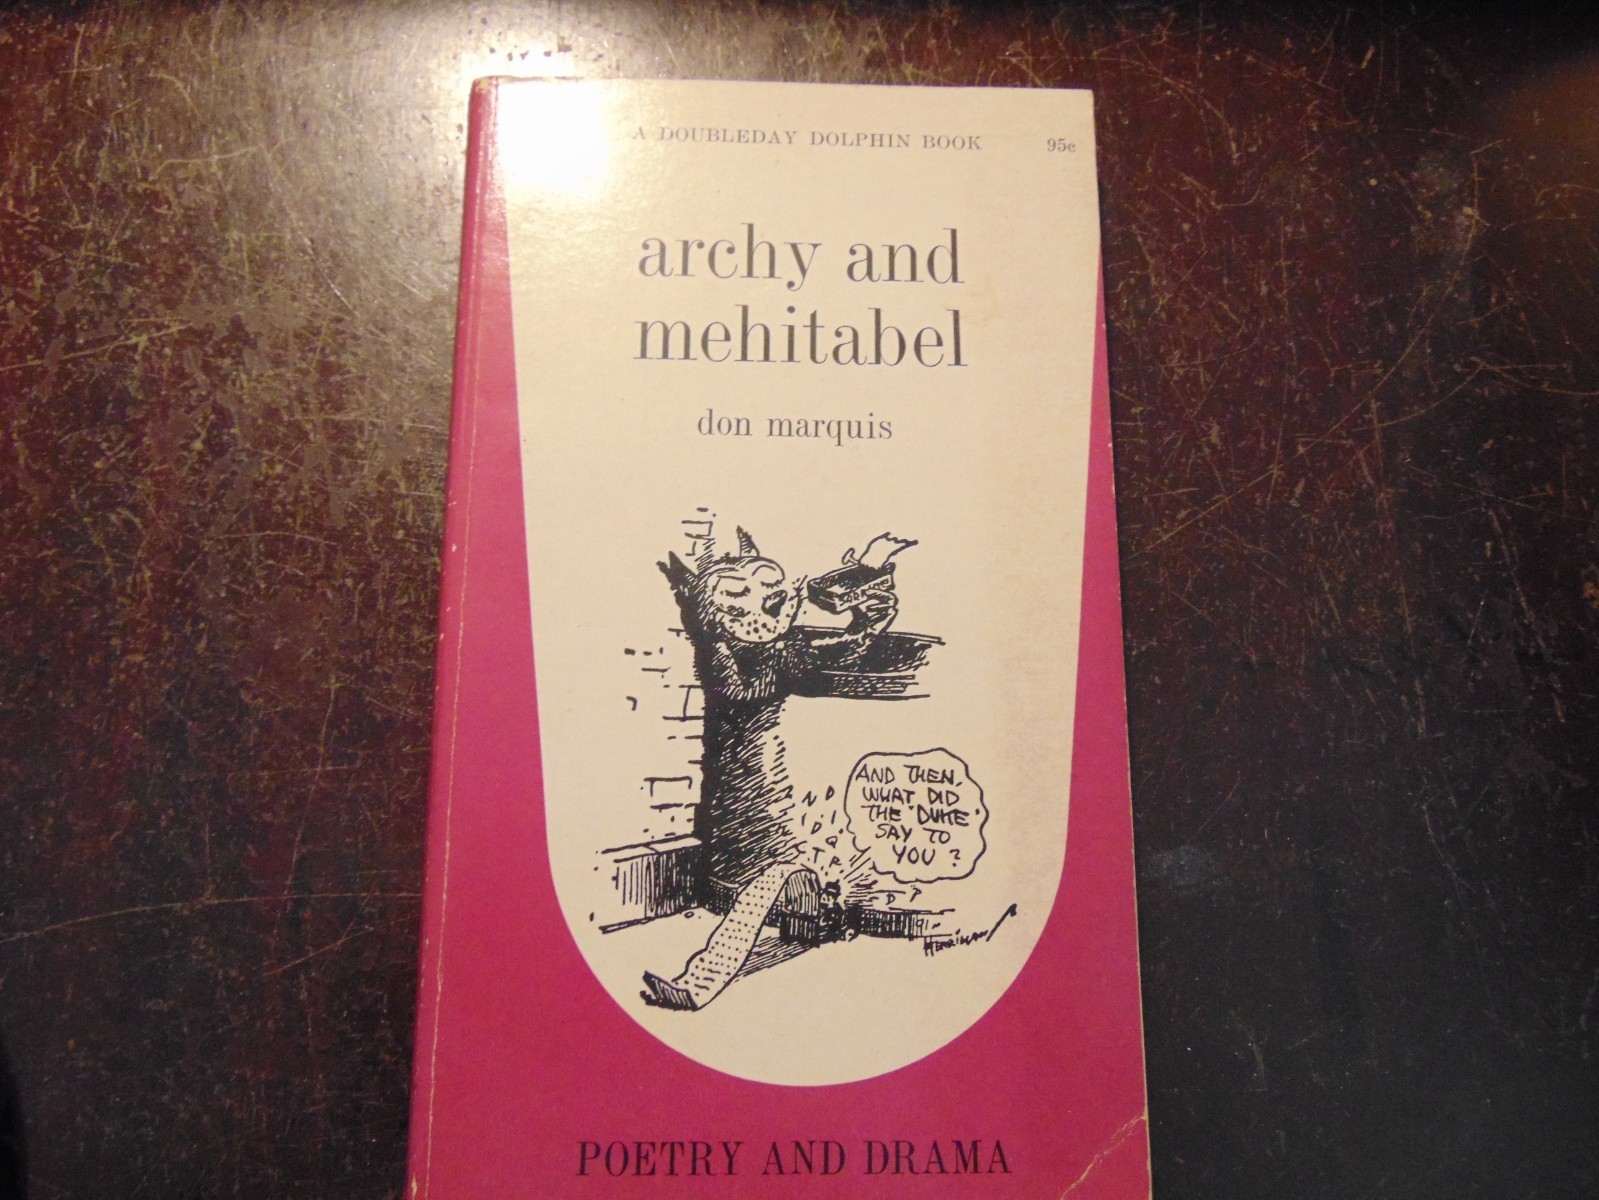 A DOUBLEDAY DOLPHIN BOOK 95c
archy and
mehitabel
don marquis
AND THEN,
WHAT DID
THE "DUKE"
SAY TO
YOU?
HERRIMAN
POETRY AND DRAMA